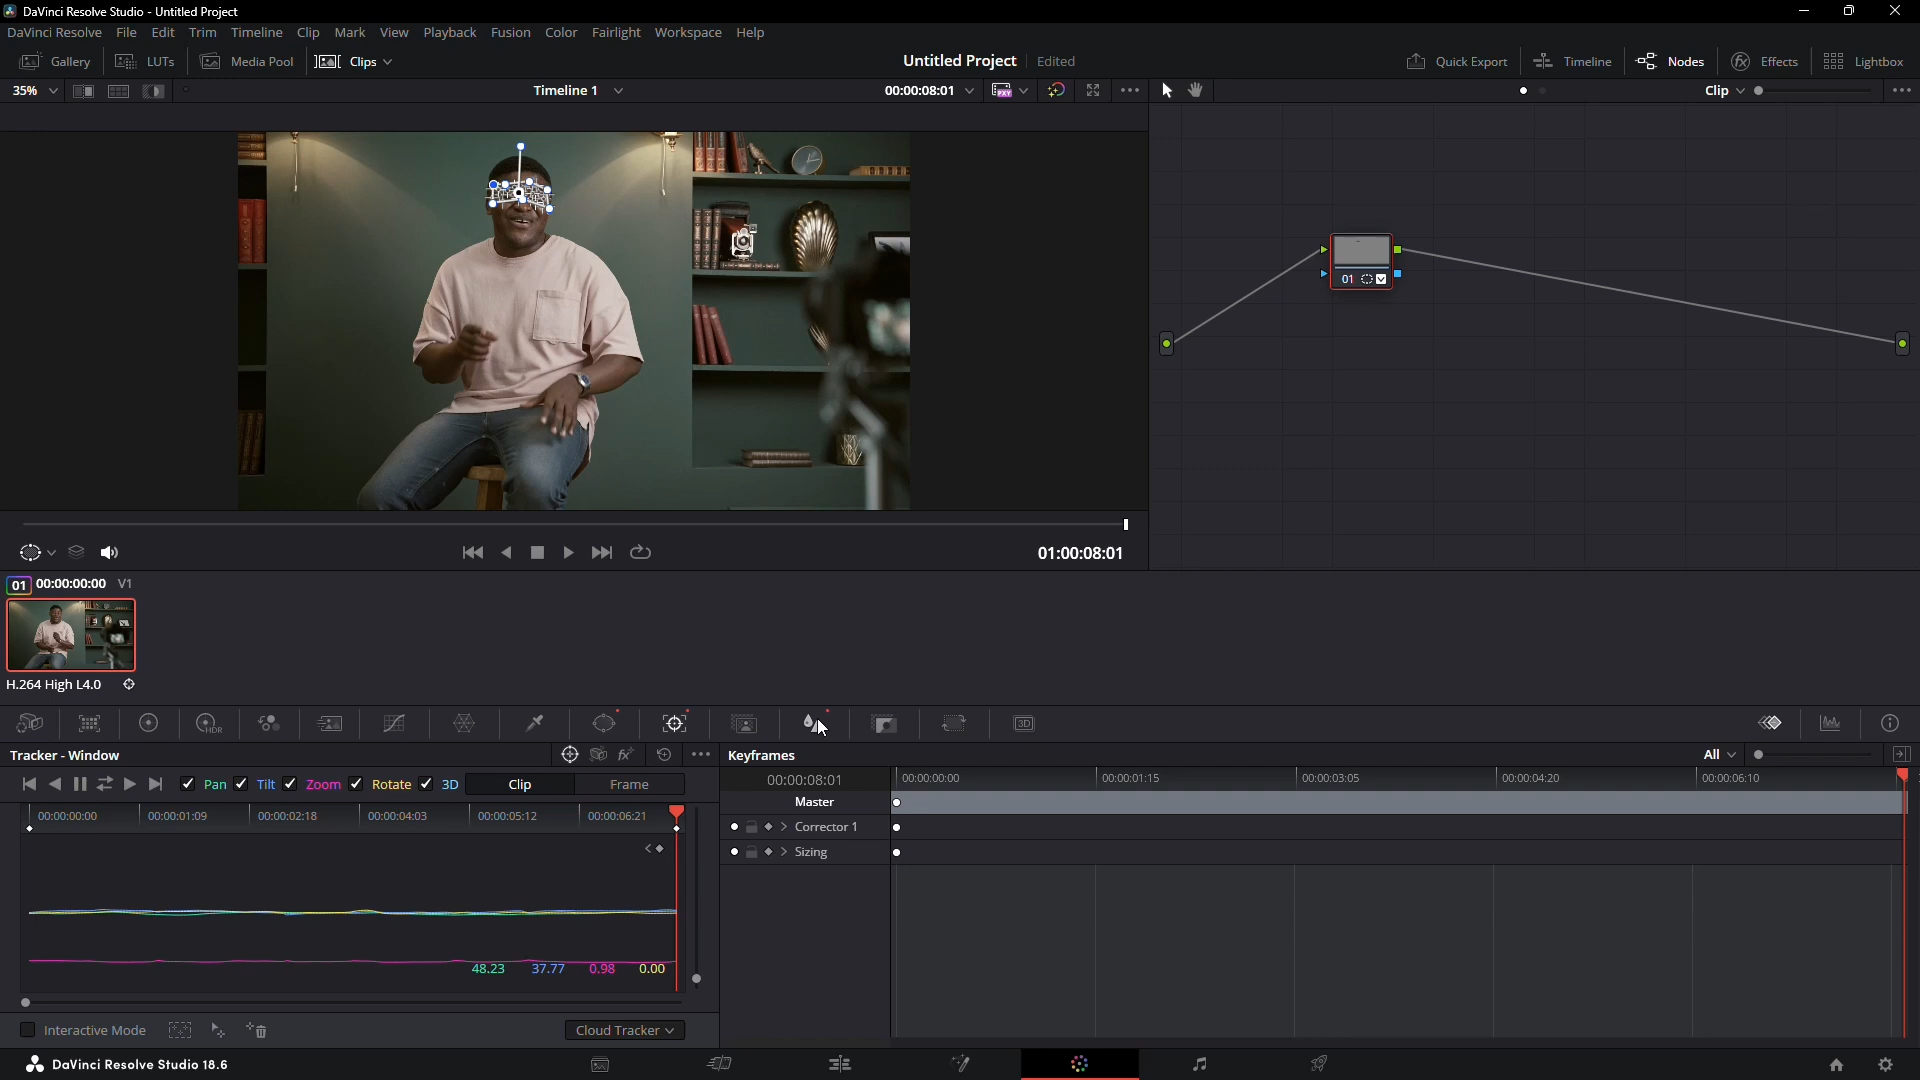 DaVinci Resolve Studio - Untitled Project
DaVinci Resolve File Edit Trim Timeline Clip Mark View Playback Fusion Color Fairlight Workspace Help
Gallery LUTs Media Pool Clips Untitled Project Edited Quick Export Timeline Nodes Effects Lightbox
35% Timeline 1 00:00:08:01 PXY Clip
01
01:00:08:01
01 00:00:00:00 V1
H.264 High L4.0
HDR 3D
Tracker - Window Keyframes All
Pan Tilt Zoom Rotate 3D Clip Frame 00:00:08:01 00:00:00:00 00:00:01:15 00:00:03:05 00:00:04:20 00:00:06:10
Master
00:00:00:00 00:00:01:09 00:00:02:18 00:00:04:03 00:00:05:12 00:00:06:21 Corrector 1
Sizing
48.23 37.77 0.98 0.00
Interactive Mode Cloud Tracker
DaVinci Resolve Studio 18.6